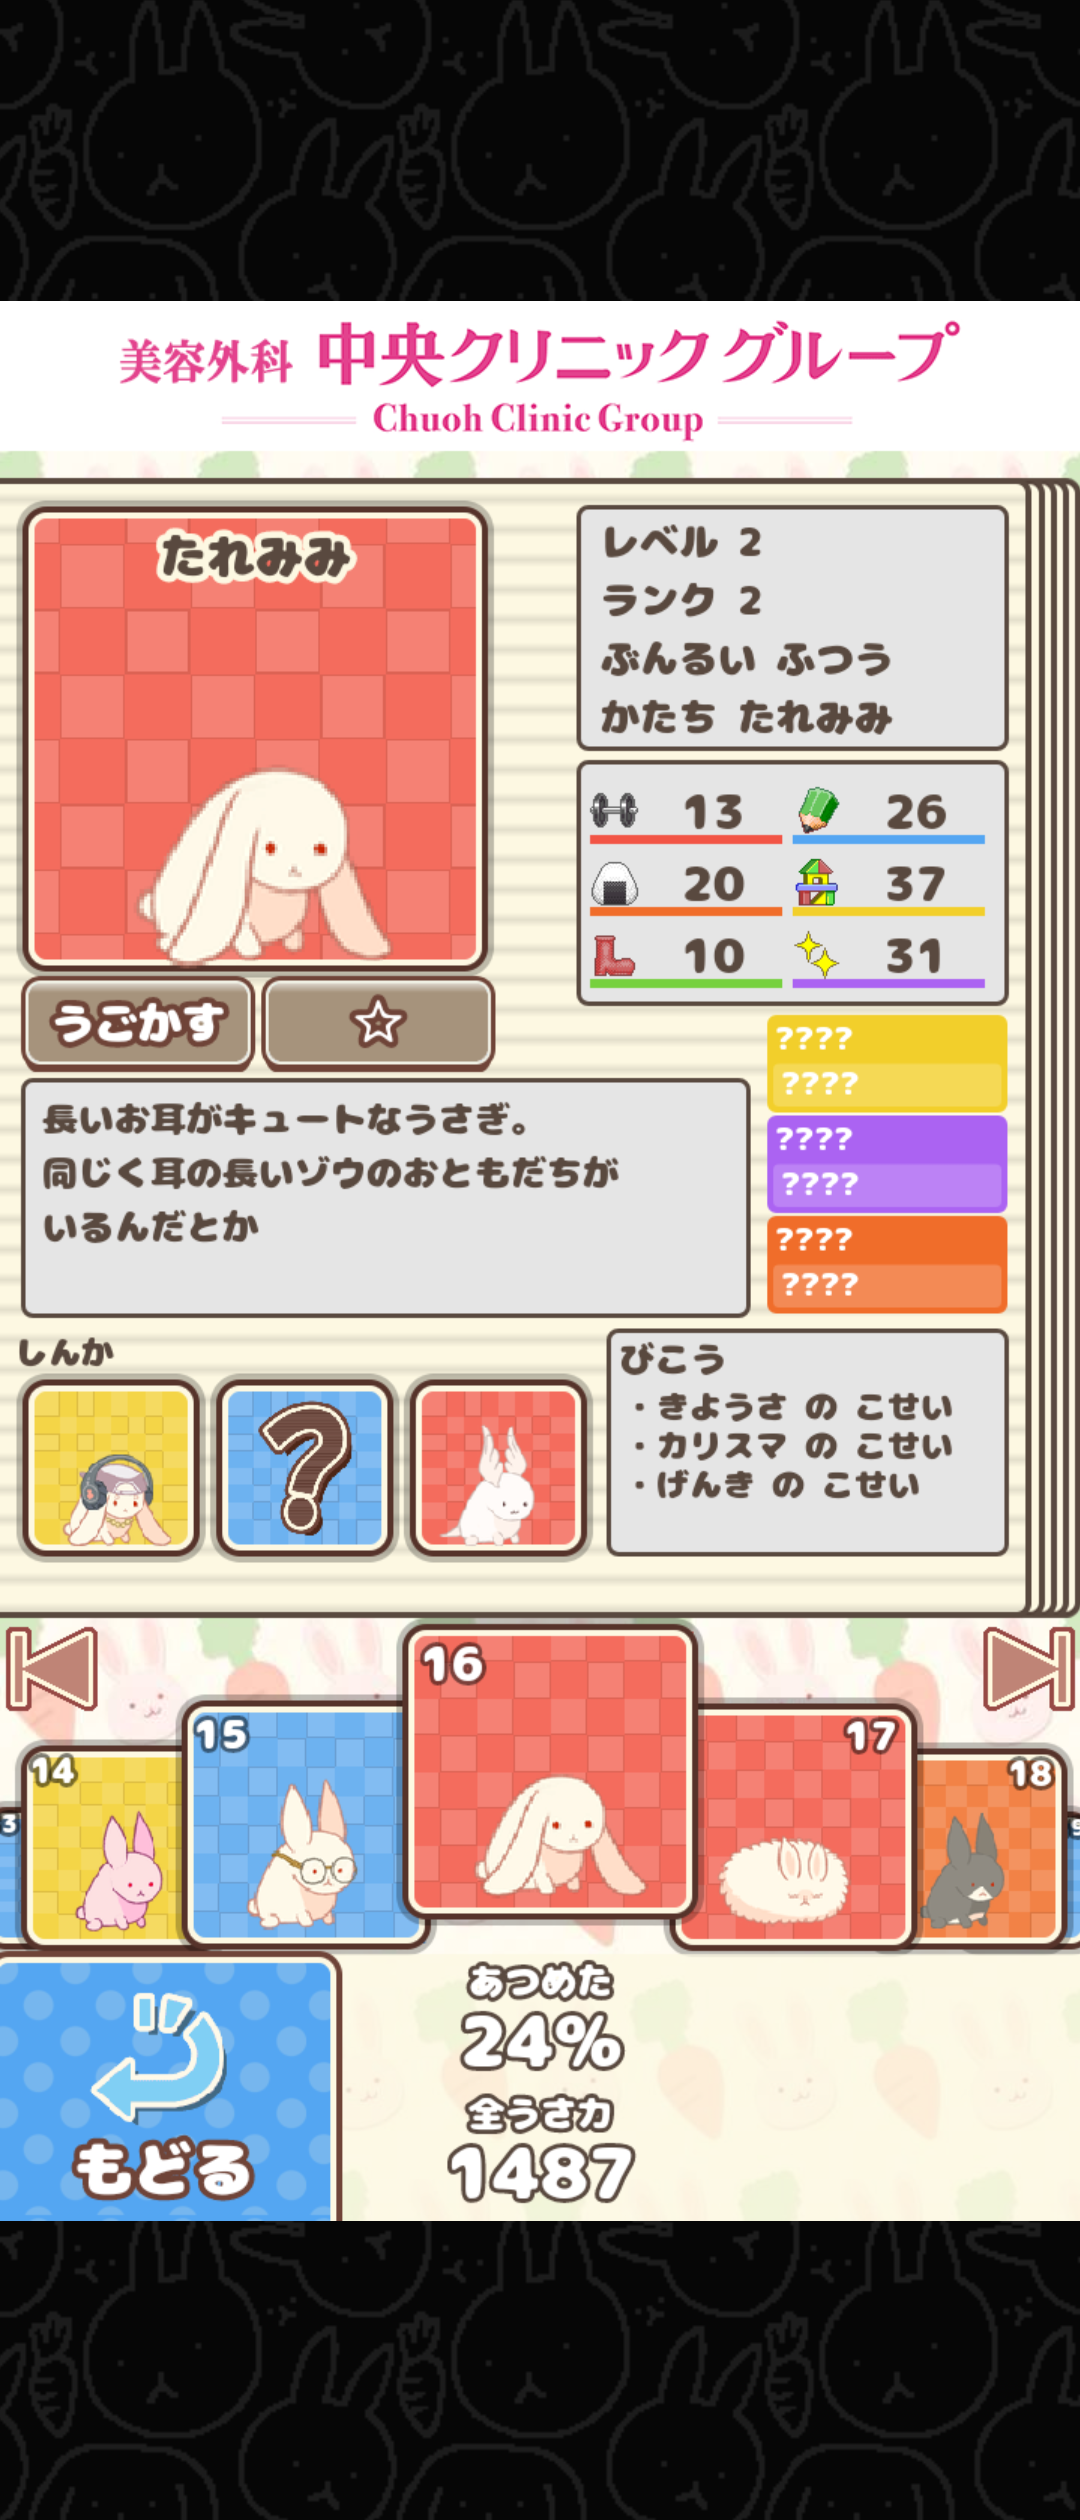 美容外科 中央クリニックグループ
Chuoh Clinic Group
たれみみ
レベル 2
ランク 2
ぶんるい ふつう
かたち たれみみ
13 26
20 37
10 31
うごかす ☆
????
????
????
????
????
????
長いお耳がキュートなうさぎ。
同じく耳の長いゾウのおともだちが
いるんだとか
しんか
?
びこう
・きようさ の こせい
・カリスマ の こせい
・げんき の こせい
3 14 15 16 17 18
もどる
あつめた
24%
全うさ力
1487